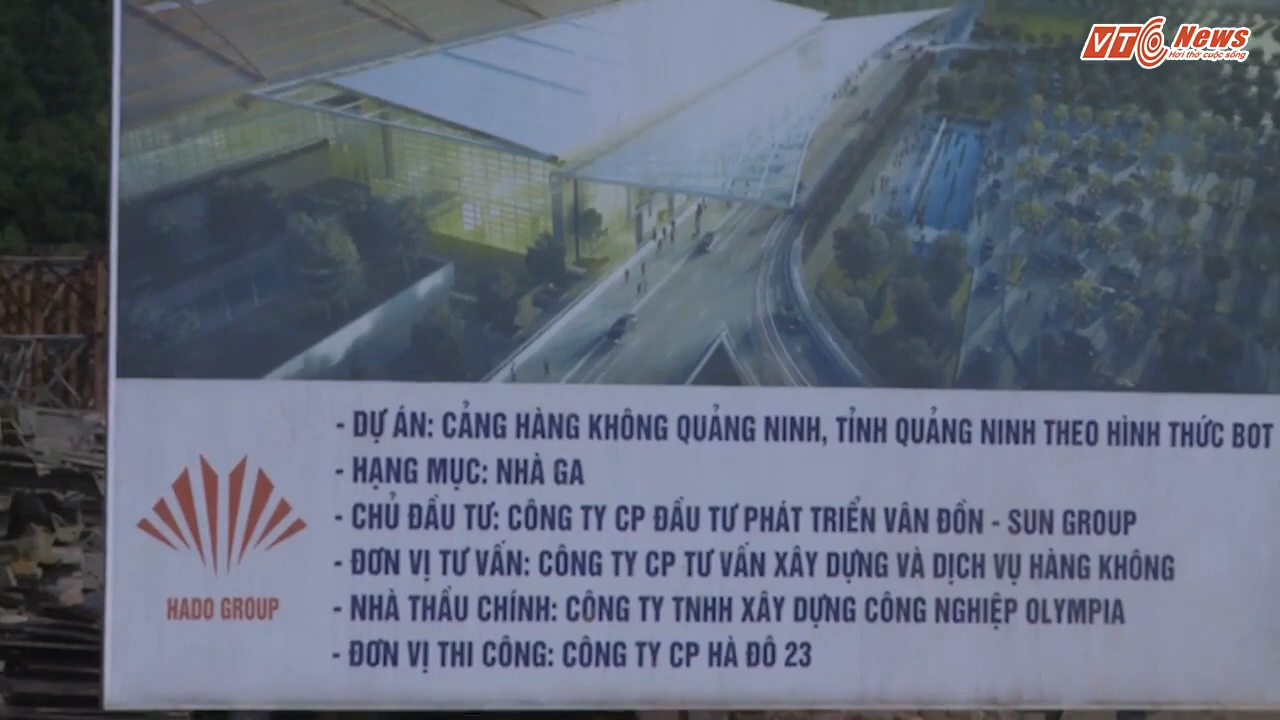 VTC News
Hơi thở cuộc sống
- DỰ ÁN: CẢNG HÀNG KHÔNG QUẢNG NINH, TỈNH QUẢNG NINH THEO HÌNH THỨC BOT
- HẠNG MỤC: NHÀ GA
- CHỦ ĐẦU TƯ: CÔNG TY CP ĐẦU TƯ PHÁT TRIỂN VÂN ĐỒN - SUN GROUP
- ĐƠN VỊ TƯ VẤN: CÔNG TY CP TƯ VẤN XÂY DỰNG VÀ DỊCH VỤ HÀNG KHÔNG
- NHÀ THẦU CHÍNH: CÔNG TY TNHH XÂY DỰNG CÔNG NGHIỆP OLYMPIA
- ĐƠN VỊ THI CÔNG: CÔNG TY CP HÀ ĐÔ 23
HADO GROUP